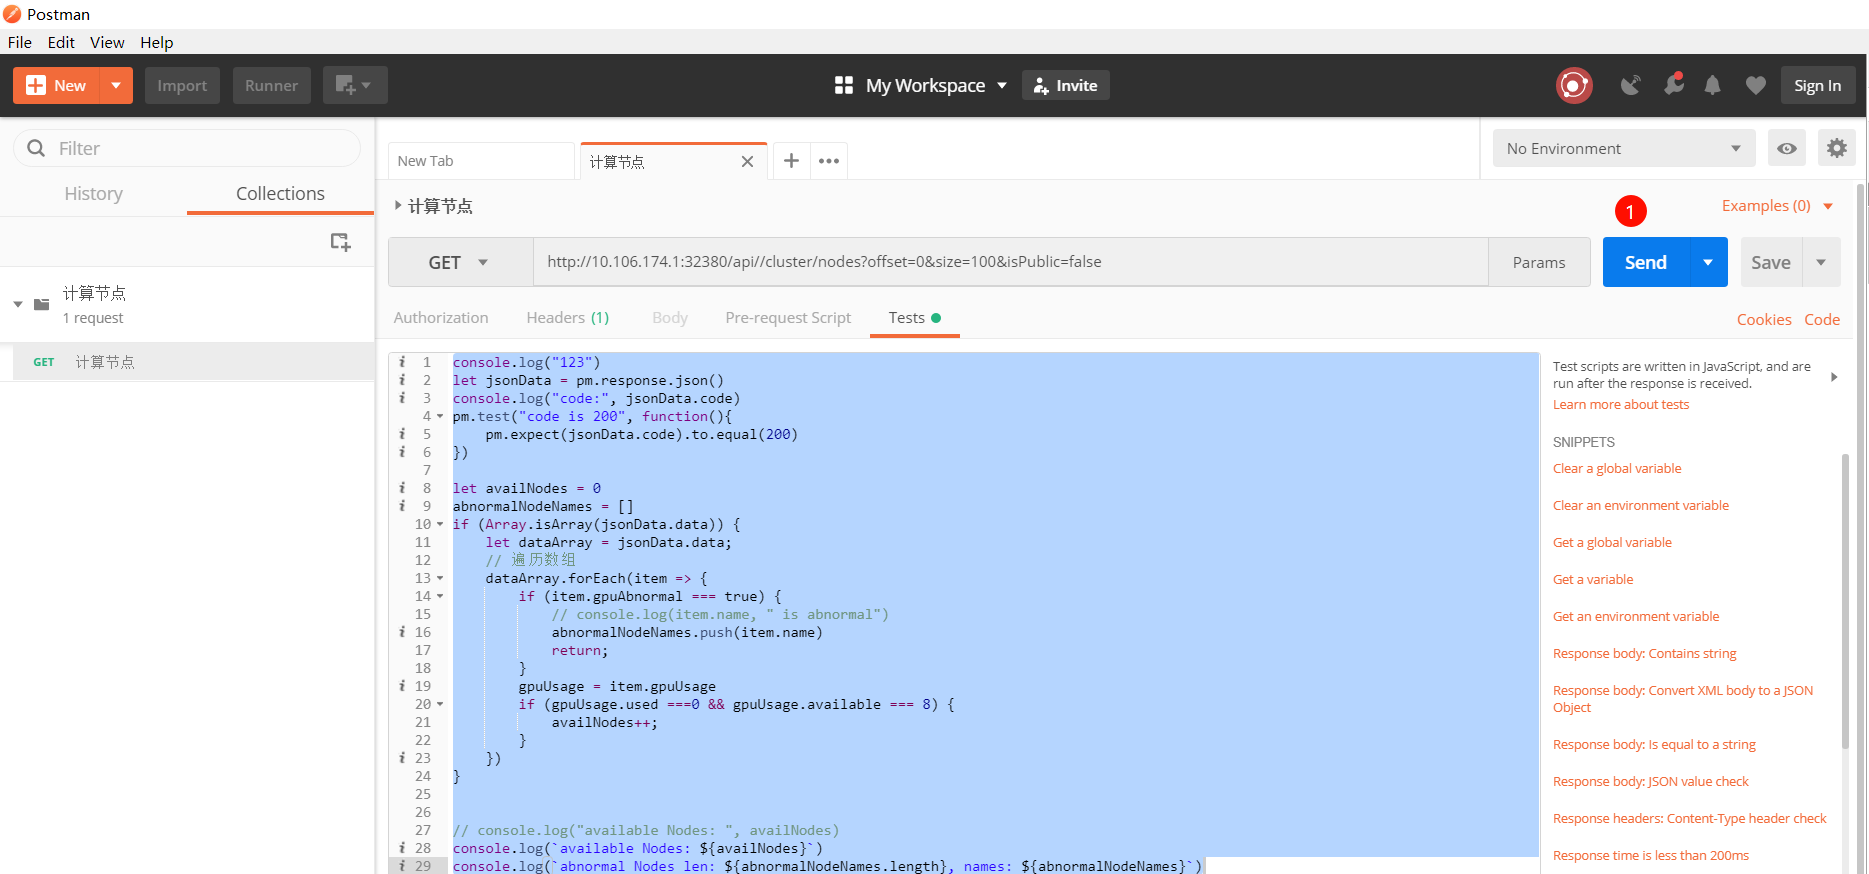 Postman
File Edit View Help
New Import Runner My Workspace Invite Sign In
Filter
History Collections
计算节点
1 request
GET 计算节点
New Tab 计算节点
No Environment
计算节点
1
Examples (0)
GET http://10.106.174.1:32380/api//cluster/nodes?offset=0&size=100&isPublic=false Params Send Save
Authorization Headers (1) Body Pre-request Script Tests Cookies Code
i 1 console.log("123")
i 2 let jsonData = pm.response.json()
i 3 console.log("code:", jsonData.code)
4 pm.test("code is 200", function(){
i 5 pm.expect(jsonData.code).to.equal(200)
i 6 })
7
i 8 let availNodes = 0
i 9 abnormalNodeNames = []
10 if (Array.isArray(jsonData.data)) {
11 let dataArray = jsonData.data;
12 // 遍历数组
13 dataArray.forEach(item => {
14 if (item.gpuAbnormal === true) {
15 // console.log(item.name, " is abnormal")
i 16 abnormalNodeNames.push(item.name)
17 return;
18 }
i 19 gpuUsage = item.gpuUsage
20 if (gpuUsage.used ===0 && gpuUsage.available === 8) {
21 availNodes++;
22 }
i 23 })
24 }
25
26
27 // console.log("available Nodes: ", availNodes)
i 28 console.log(`available Nodes: ${availNodes}`)
i 29 console.log(`abnormal Nodes len: ${abnormalNodeNames.length}, names: ${abnormalNodeNames}`)
Test scripts are written in JavaScript, and are
run after the response is received.
Learn more about tests
SNIPPETS
Clear a global variable
Clear an environment variable
Get a global variable
Get a variable
Get an environment variable
Response body: Contains string
Response body: Convert XML body to a JSON
Object
Response body: Is equal to a string
Response body: JSON value check
Response headers: Content-Type header check
Response time is less than 200ms